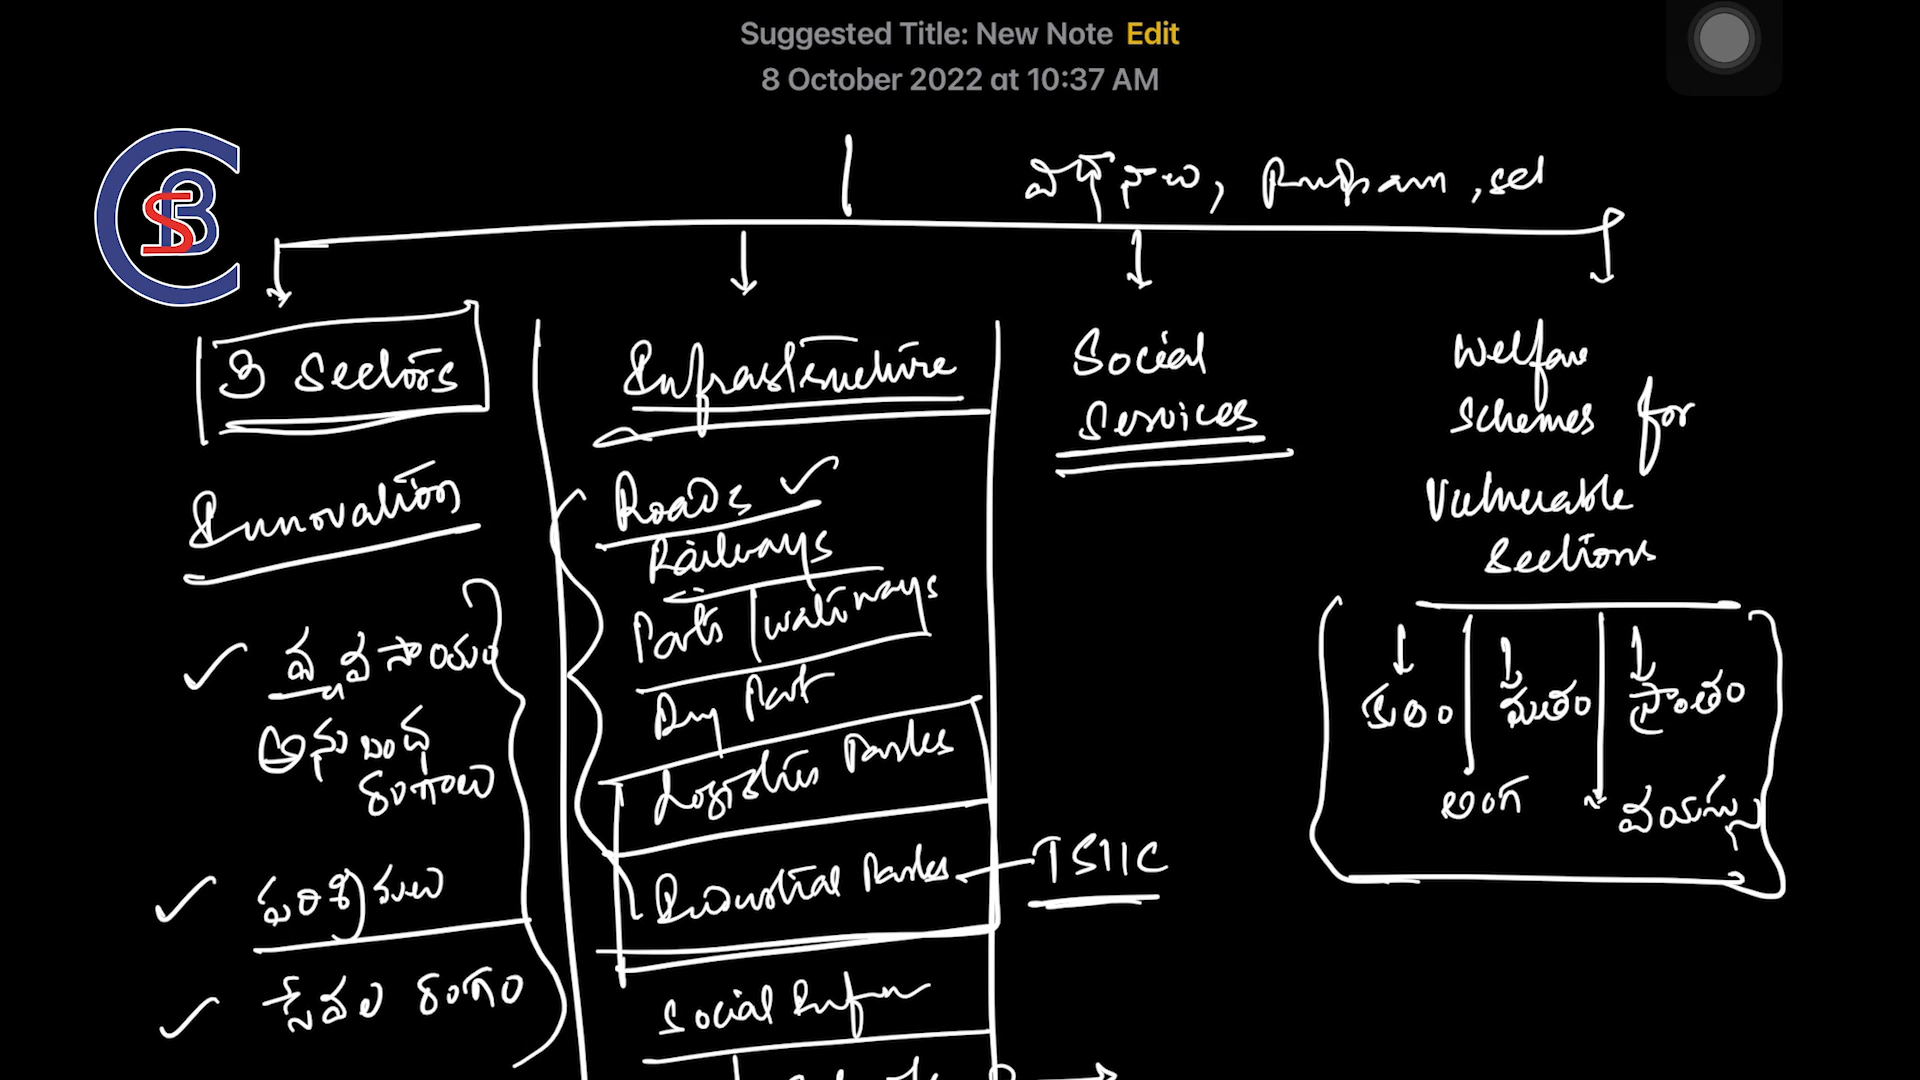 Suggested Title: New Note Edit
8 October 2022 at 10:37 AM
CSB
3 Sectors
Innovation
వ్యవసాయం
అనుబంధ
రంగాలు
పరిశ్రమలు
సేవల రంగం
Infrastructure
Roads
Railways
Ports waterways
Dry Port
Logistics Parks
Industrial Parks
TSIIC
Social Infra
Social
Services
Welfare
Schemes for
Vulnerable
Sections
కులం మతం ప్రాంతం
లింగ వయస్సు